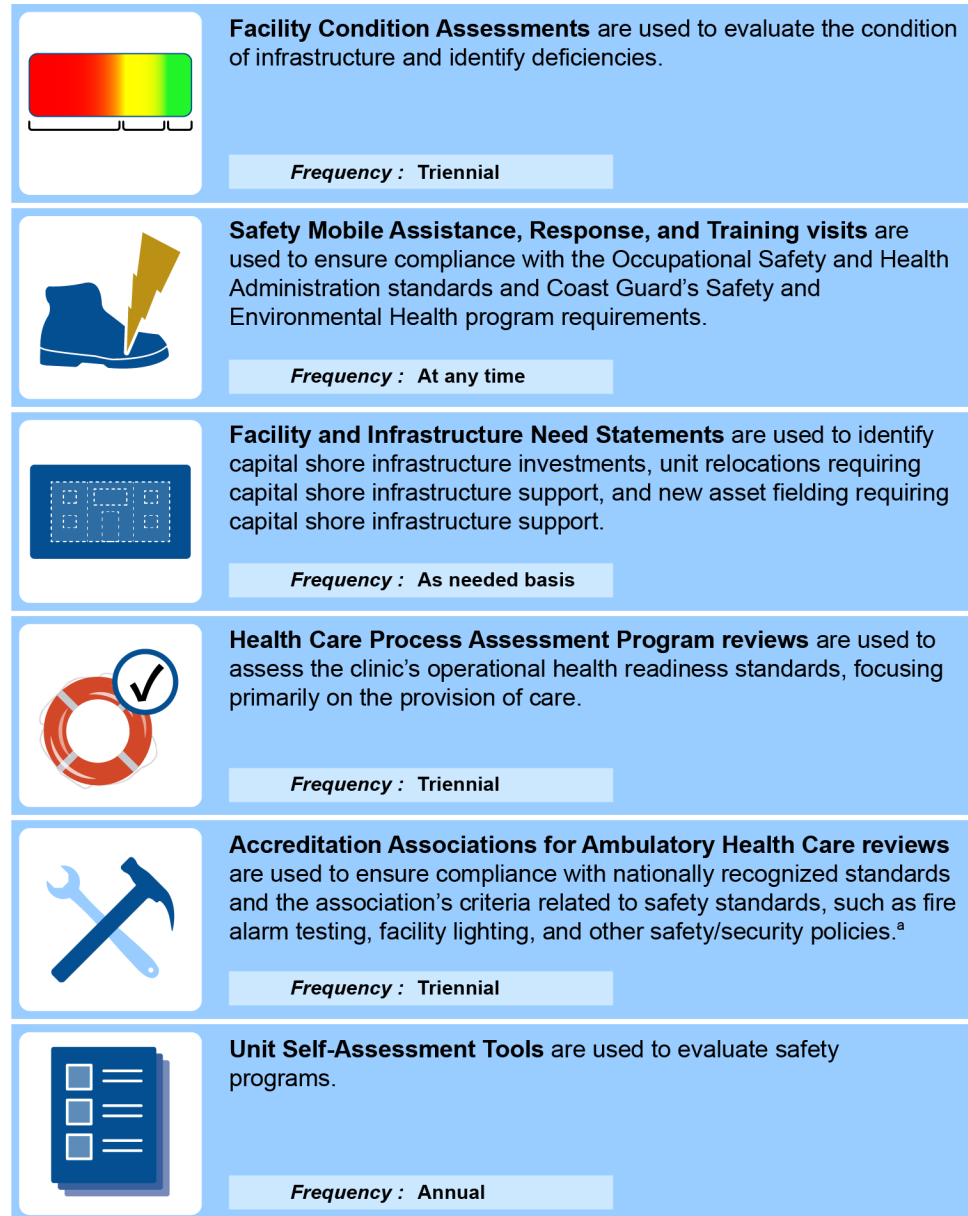 Facility Condition Assessments are used to evaluate the condition
of infrastructure and identify deficiencies.
Frequency : Triennial
Safety Mobile Assistance, Response, and Training visits are
used to ensure compliance with the Occupational Safety and Health
Administration standards and Coast Guard’s Safety and
Environmental Health program requirements.
Frequency : At any time
Facility and Infrastructure Need Statements are used to identify
capital shore infrastructure investments, unit relocations requiring
capital shore infrastructure support, and new asset fielding requiring
capital shore infrastructure support.
Frequency : As needed basis
Health Care Process Assessment Program reviews are used to
assess the clinic’s operational health readiness standards, focusing
primarily on the provision of care.
Frequency : Triennial
Accreditation Associations for Ambulatory Health Care reviews
are used to ensure compliance with nationally recognized standards
and the association’s criteria related to safety standards, such as fire
alarm testing, facility lighting, and other safety/security policies.ᵃ
Frequency : Triennial
Unit Self-Assessment Tools are used to evaluate safety
programs.
Frequency : Annual